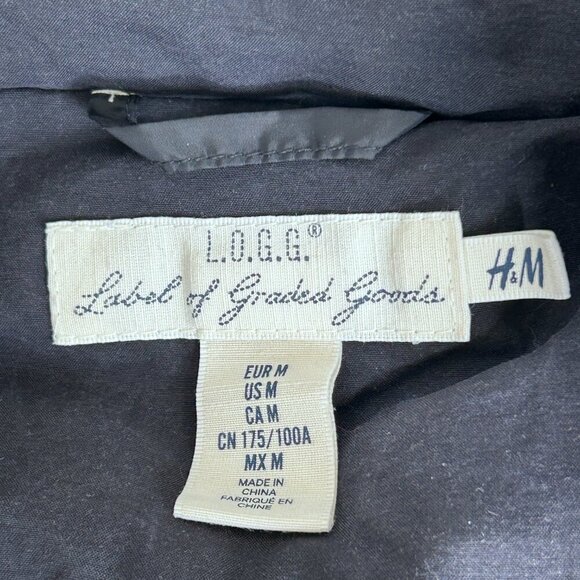 L.O.G.G.®
Label of Graded Goods
H&M
EUR M
US M
CA M
CN 175/100A
MX M
MADE IN
CHINA
FABRIQUÉ EN
CHINE